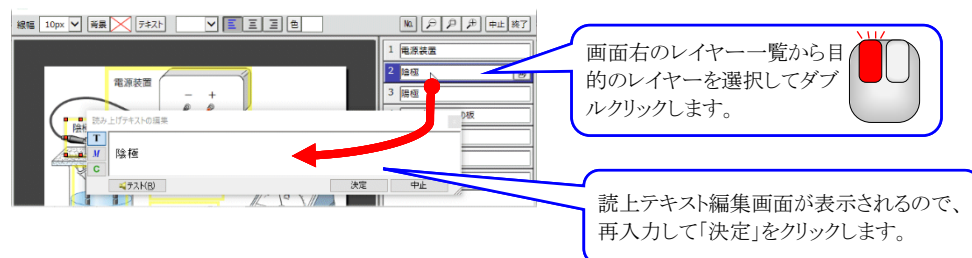 線幅 10px 背景 テキスト 色 No. 中止 終了
1 電源装置
2 陰極
3 陽極
の板
電源装置
− +
陰極
読み上げテキストの編集
T
M
C
陰極
テスト(R) 決定 中止
画面右のレイヤー一覧から目
的のレイヤーを選択してダブ
ルクリックします。
読上テキスト編集画面が表示されるので、
再入力して「決定」をクリックします。